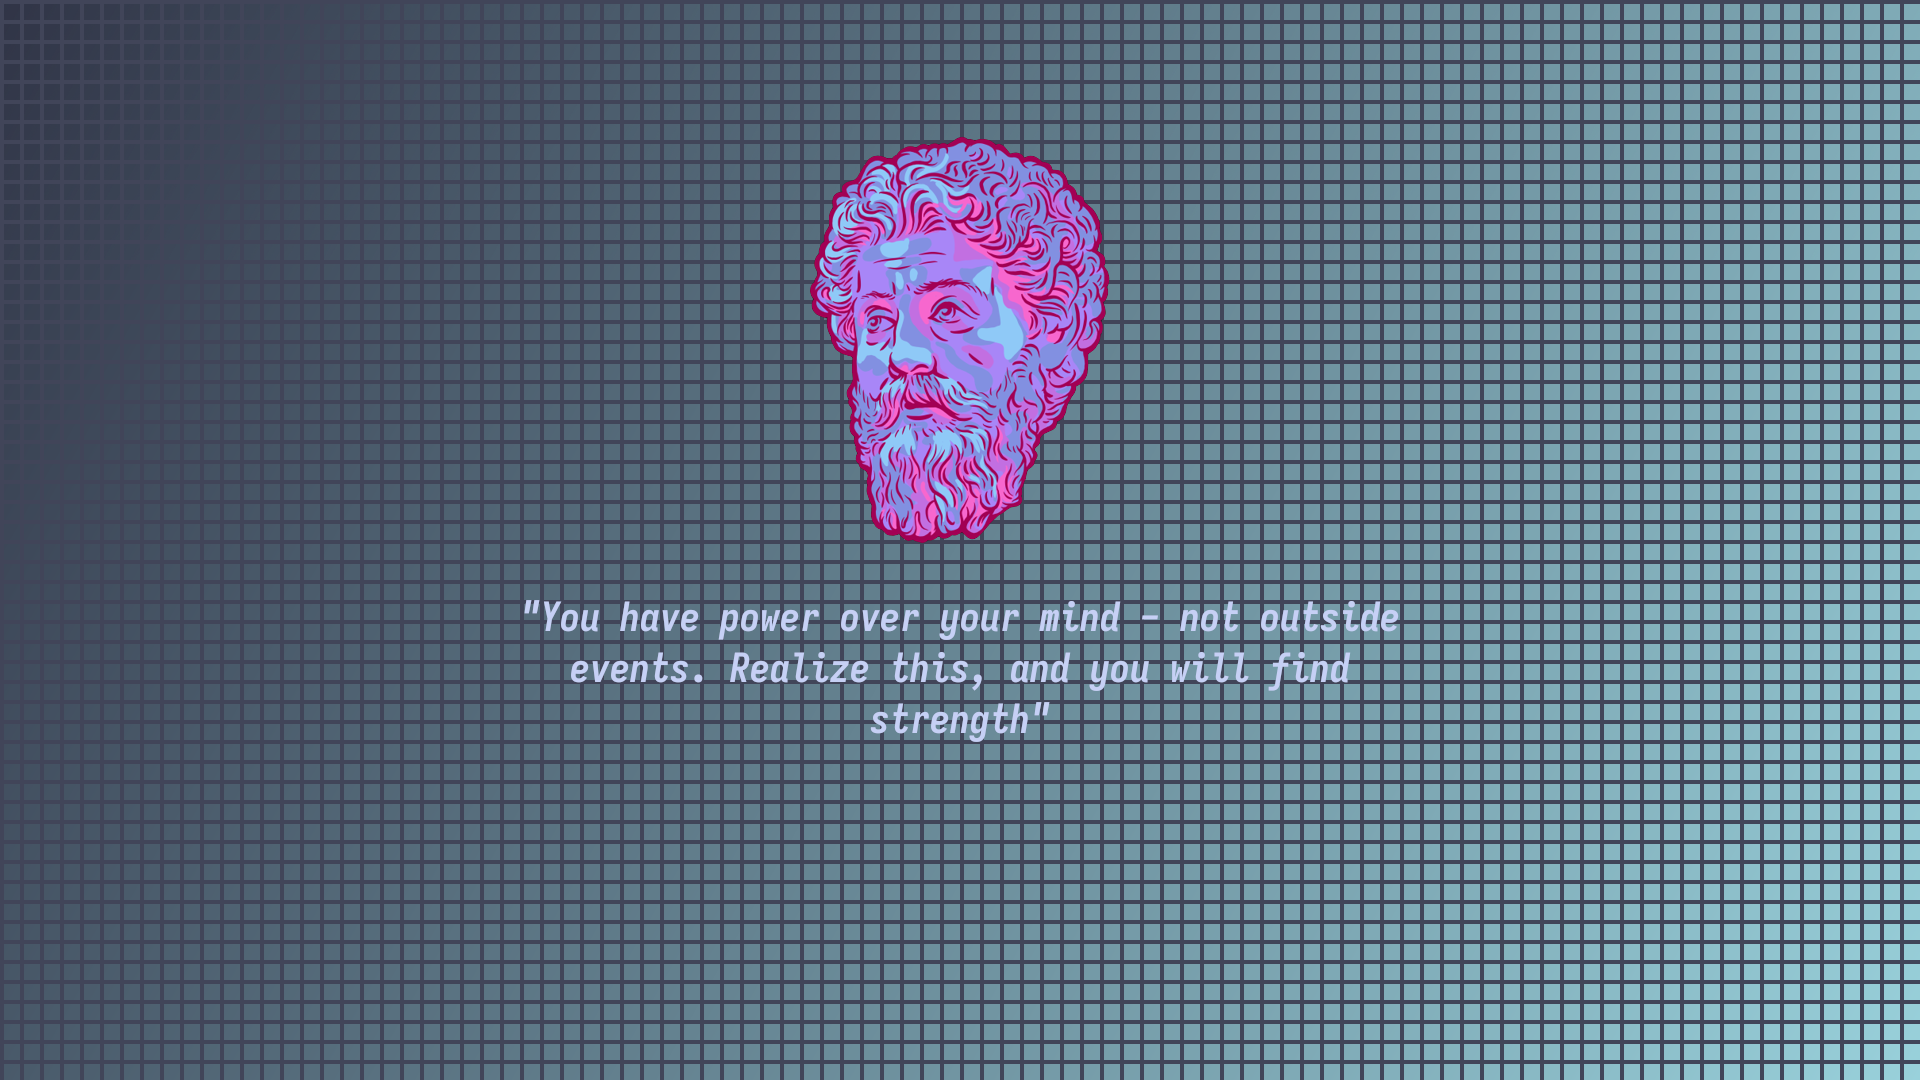 "You have power over your mind - not outside
events. Realize this, and you will find
strength"